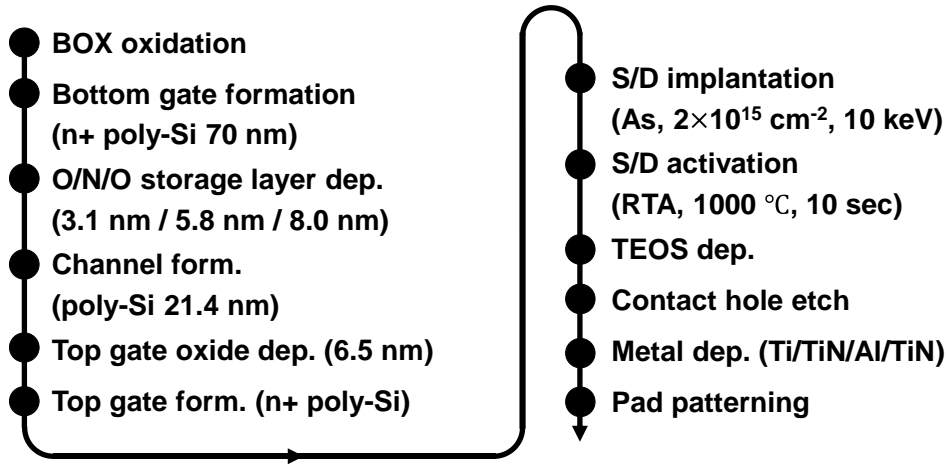 BOX oxidation
Bottom gate formation
(n+ poly-Si 70 nm)
O/N/O storage layer dep.
(3.1 nm / 5.8 nm / 8.0 nm)
Channel form.
(poly-Si 21.4 nm)
Top gate oxide dep. (6.5 nm)
Top gate form. (n+ poly-Si)
S/D implantation
(As, 2×10¹⁵ cm⁻², 10 keV)
S/D activation
(RTA, 1000 ℃, 10 sec)
TEOS dep.
Contact hole etch
Metal dep. (Ti/TiN/Al/TiN)
Pad patterning